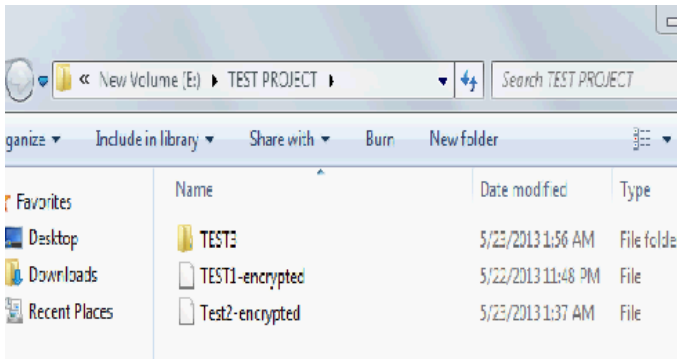 « New Volume (E:) ▸ TEST PROJECT ▸ Search TEST PROJECT
ganize Include in library Share with Burn New folder
Name Date modified Type
Favorites
Desktop TEST3 5/23/2013 1:56 AM File folde
Downloads TEST1-encrypted 5/22/2013 11:48 PM File
Recent Places Test2-encrypted 5/23/2013 1:37 AM File